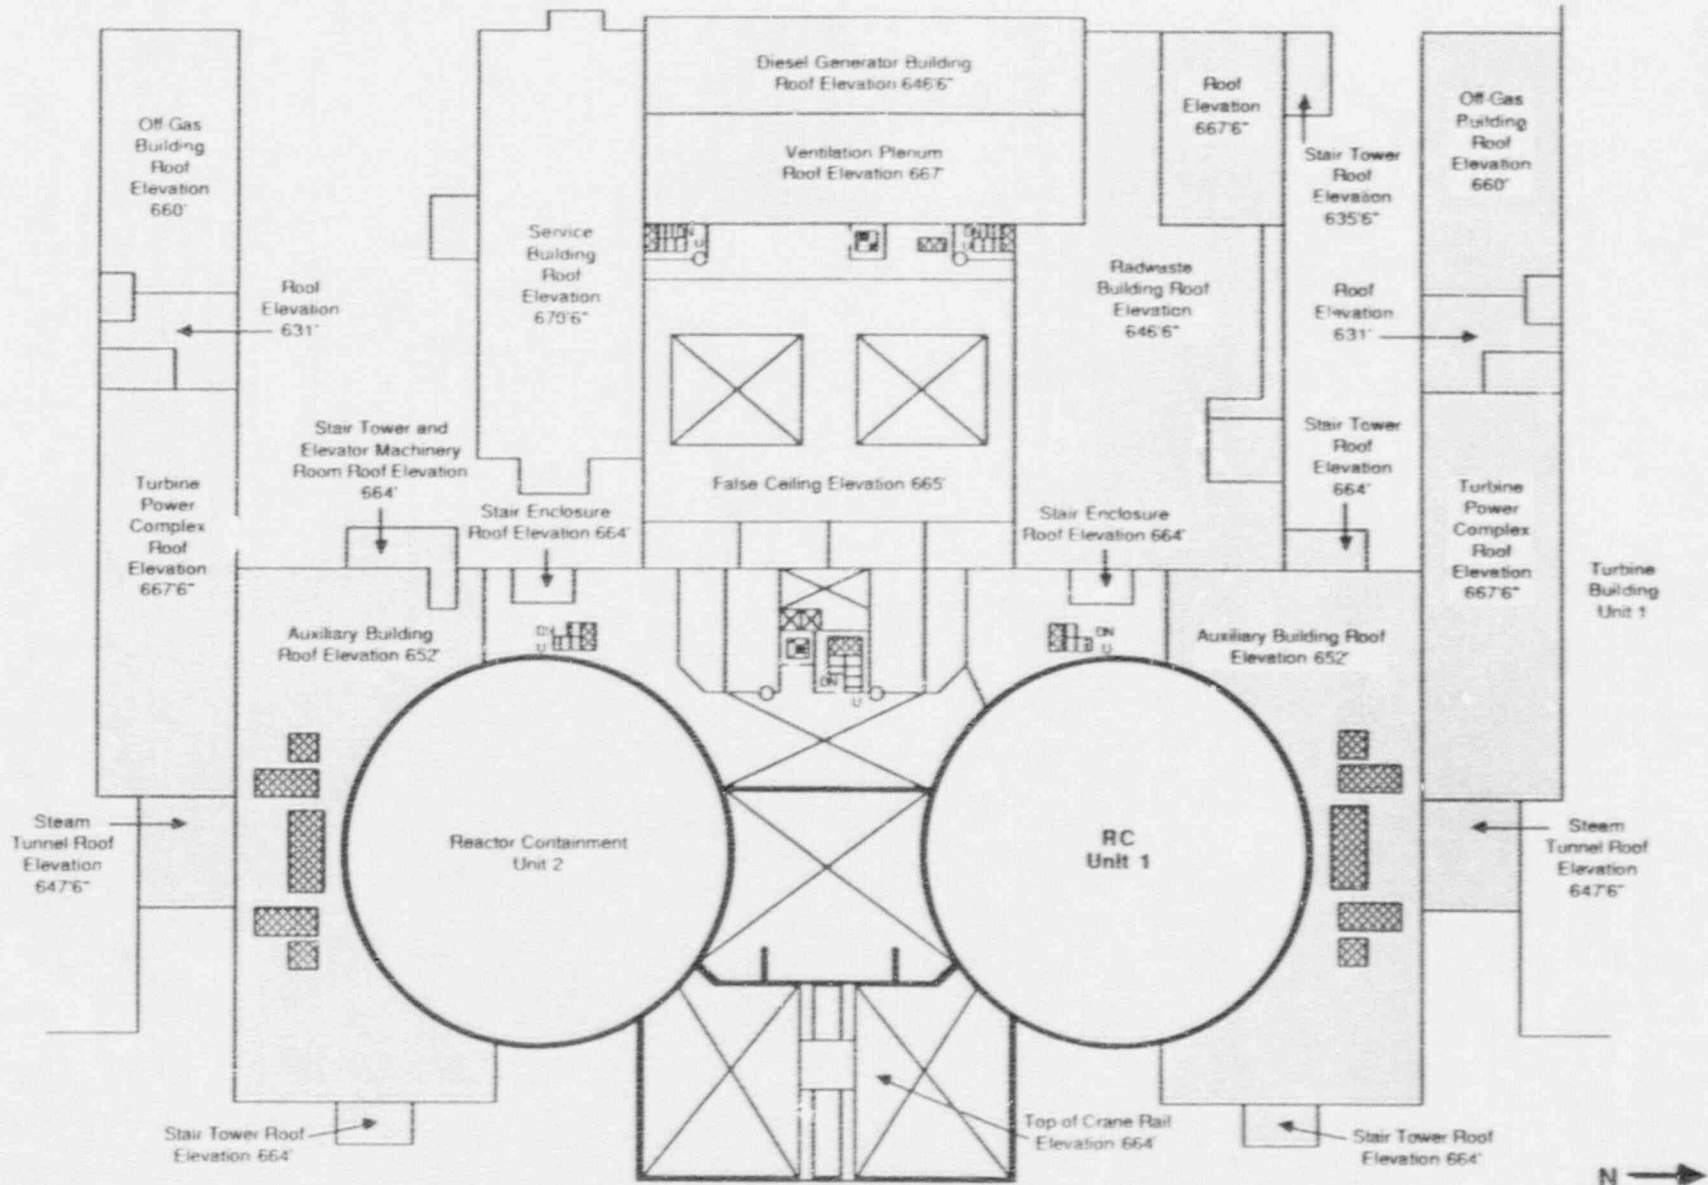 Diesel Generator Building
Roof Elevation 646'6"
Ventilation Plenum
Roof Elevation 667'
Off-Gas
Building
Roof
Elevation
660'
Service
Building
Roof
Elevation
670'6"
Roof
Elevation
667'6"
Stair Tower
Roof
Elevation
635'6"
Off-Gas
Building
Roof
Elevation
660'
DN
U
DN
U
Roof
Elevation
631'
Radwaste
Building Roof
Elevation
646'6"
Roof
Elevation
631'
Stair Tower and
Elevator Machinery
Room Roof Elevation
664'
Stair Tower
Roof
Elevation
664'
Turbine
Power
Complex
Roof
Elevation
667'6"
Stair Enclosure
Roof Elevation 664'
False Ceiling Elevation 665'
Stair Enclosure
Roof Elevation 664'
Turbine
Power
Complex
Roof
Elevation
667'6"
Turbine
Building
Unit 1
Auxiliary Building
Roof Elevation 652'
DN
U
DN
U
DN
U
Auxiliary Building Roof
Elevation 652'
Steam
Tunnel Roof
Elevation
647'6"
Reactor Containment
Unit 2
RC
Unit 1
Steam
Tunnel Roof
Elevation
647'6"
Stair Tower Roof
Elevation 664'
Top of Crane Rail
Elevation 664'
Stair Tower Roof
Elevation 664'
N